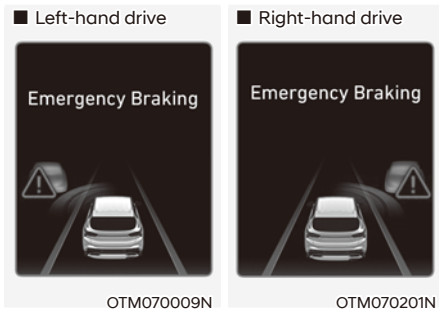 ■ Left-hand drive
Emergency Braking
OTM070009N
■ Right-hand drive
Emergency Braking
OTM070201N